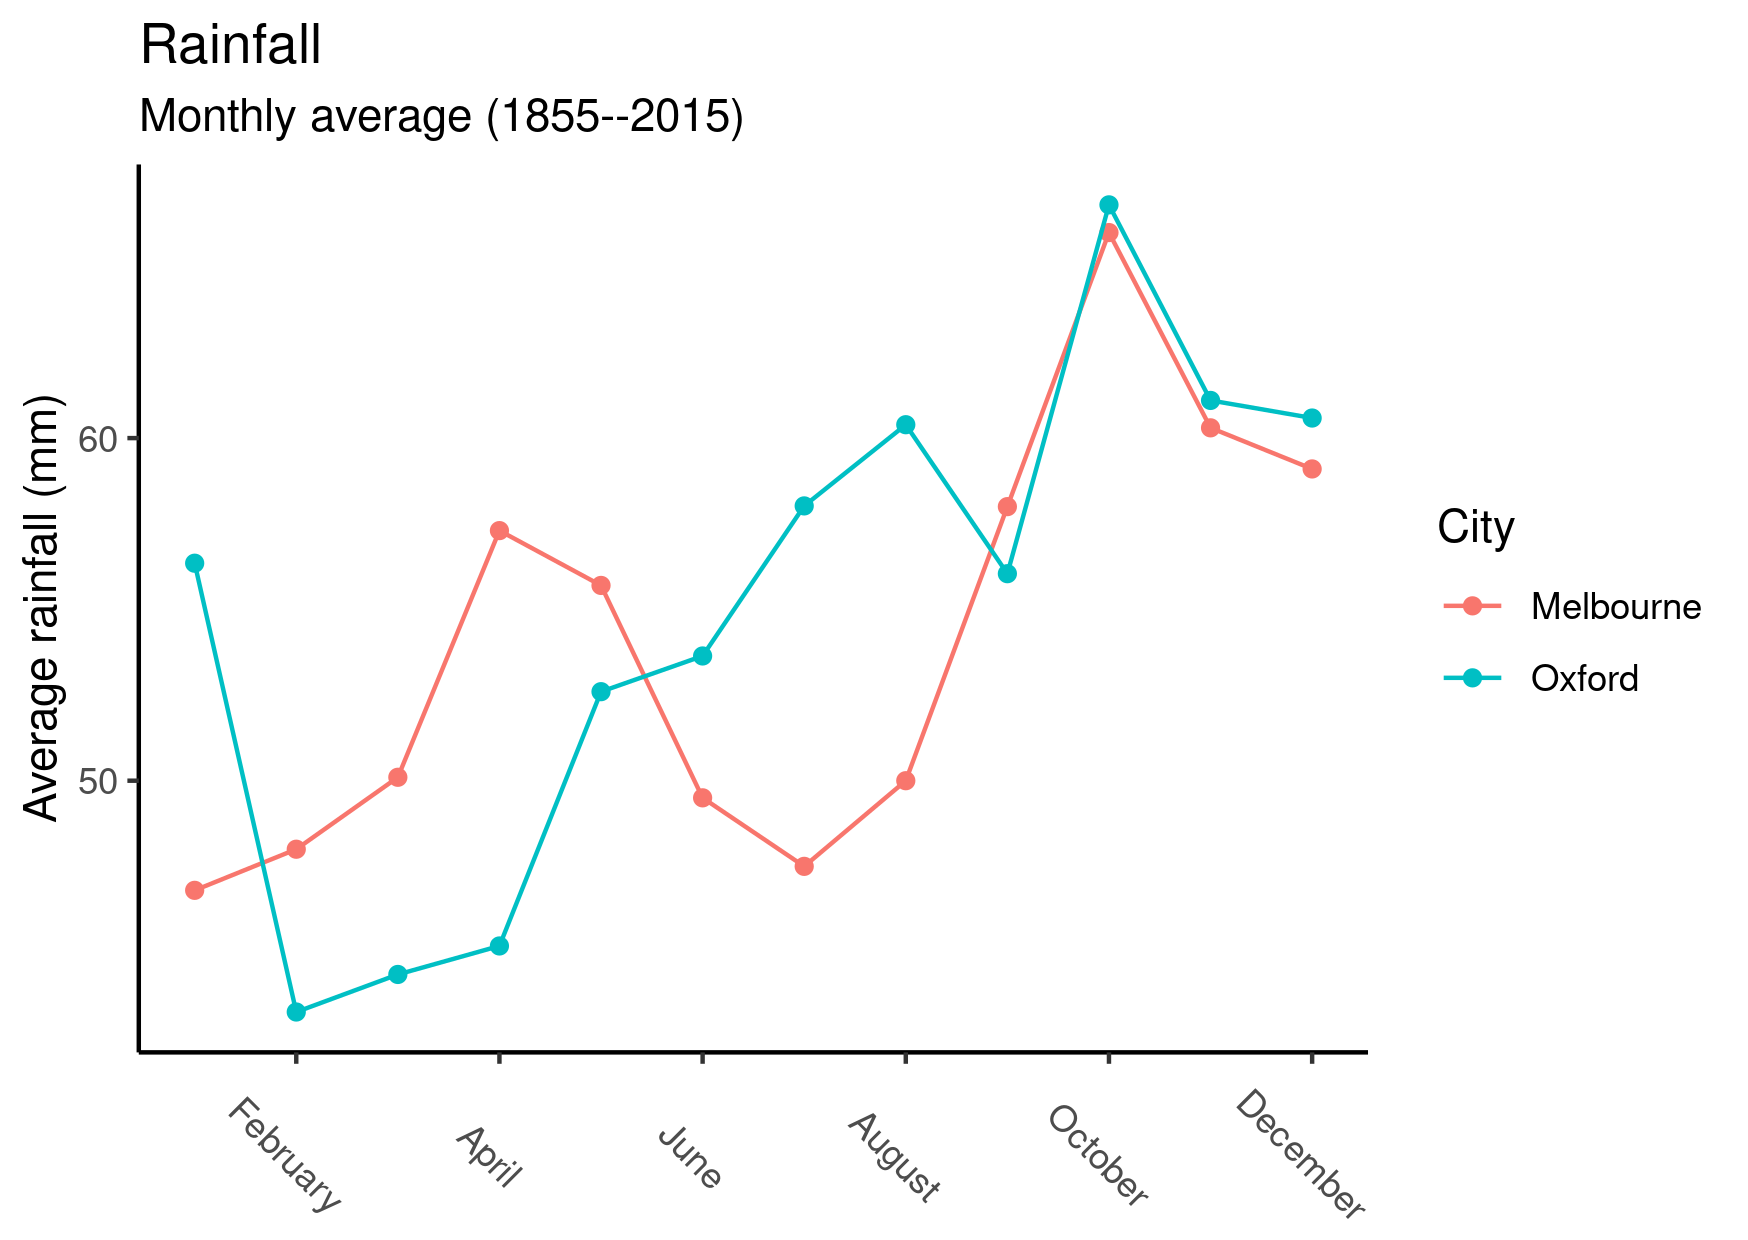 Rainfall
Monthly average (1855--2015)
Average rainfall (mm)
60
50
February
April
June
August
October
December
City
Melbourne
Oxford